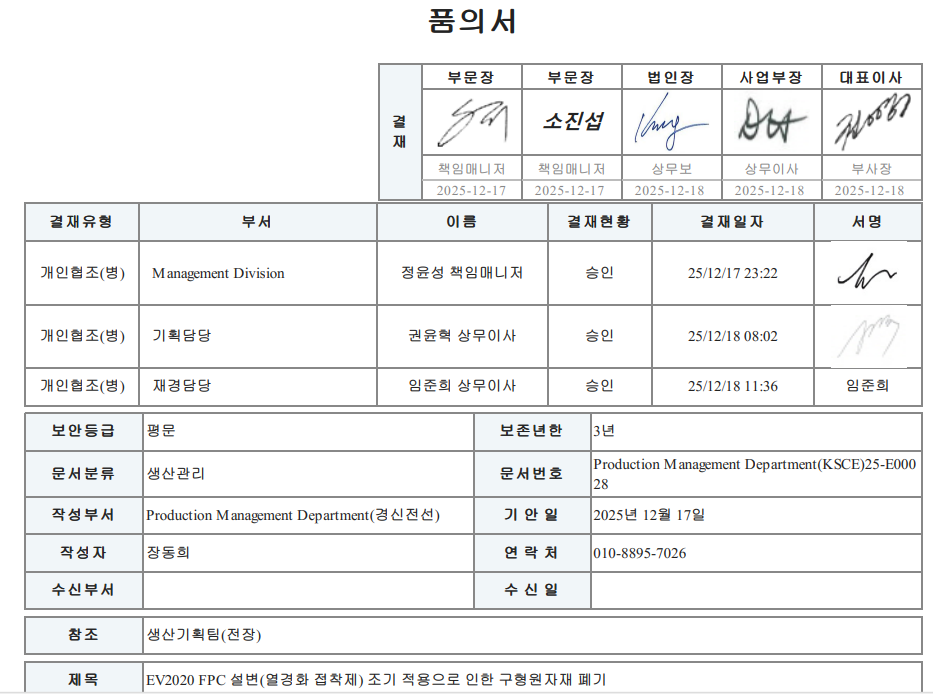 품의서
결재
부문장 부문장 법인장 사업부장 대표이사
소진섭
책임매니저 책임매니저 상무보 상무이사 부사장
2025-12-17 2025-12-17 2025-12-18 2025-12-18 2025-12-18
결재유형 부서 이름 결재현황 결재일자 서명
개인협조(병) Management Division 정윤성 책임매니저 승인 25/12/17 23:22
개인협조(병) 기획담당 권윤혁 상무이사 승인 25/12/18 08:02
개인협조(병) 재경담당 임준희 상무이사 승인 25/12/18 11:36 임준희
보안등급 평문 보존년한 3년
문서분류 생산관리 문서번호 Production Management Department(KSCE)25-E000
28
작성부서 Production Management Department(경신전선) 기 안 일 2025년 12월 17일
작성자 장동희 연 락 처 010-8895-7026
수신부서 수 신 일
참조 생산기획팀(전장)
제목 EV2020 FPC 설변(열경화 접착제) 조기 적용으로 인한 구형원자재 폐기